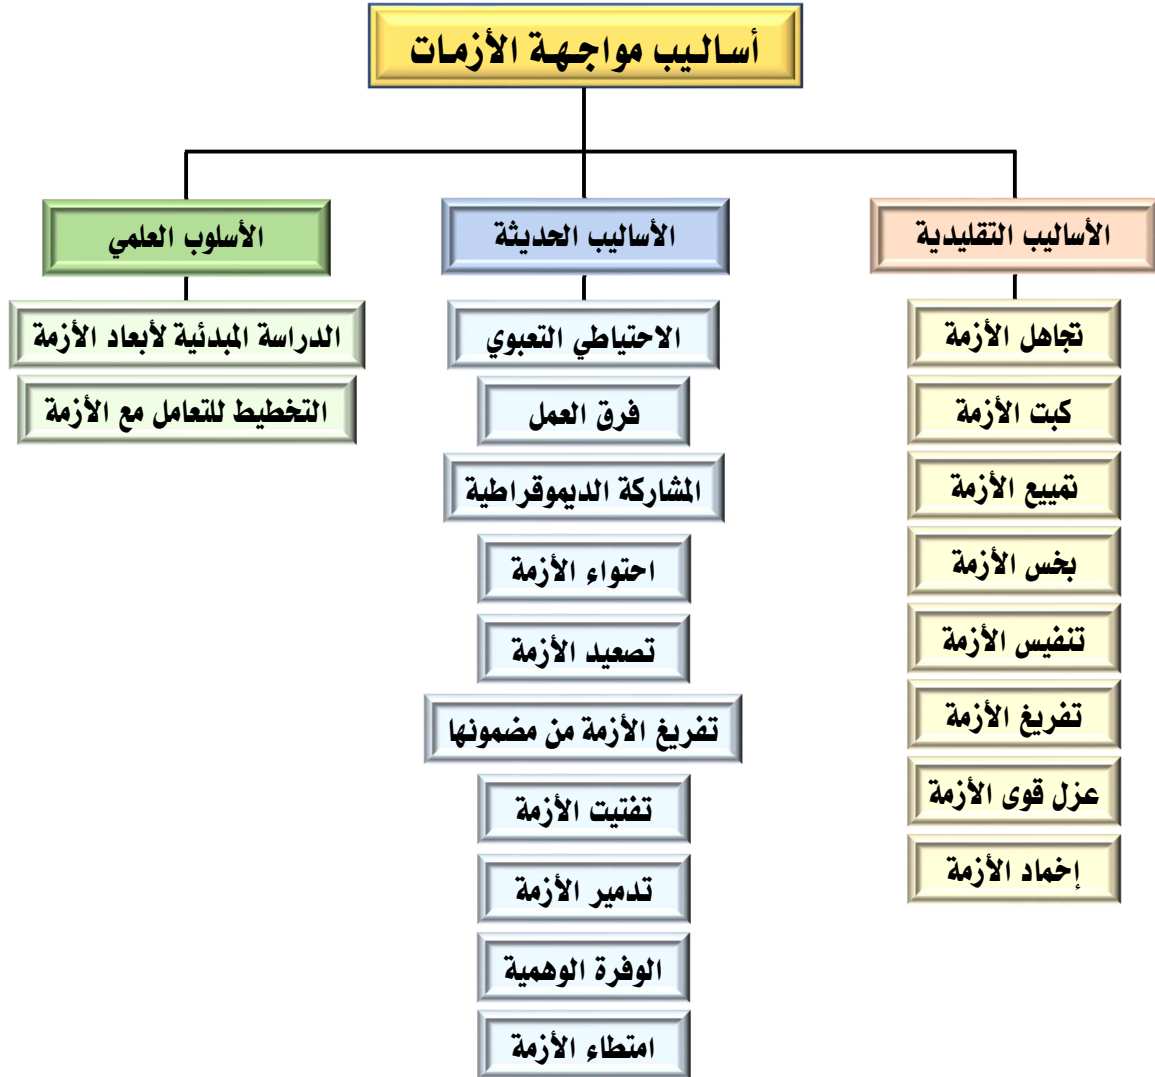 أساليب مواجهة الأزمات
الأساليب التقليدية
تجاهل الأزمة
كبت الأزمة
تمييع الأزمة
بخس الأزمة
تنفيس الأزمة
تفريغ الأزمة
عزل قوى الأزمة
إخماد الأزمة
الأساليب الحديثة
الاحتياطي التعبوي
فرق العمل
المشاركة الديموقراطية
احتواء الأزمة
تصعيد الأزمة
تفريغ الأزمة من مضمونها
تفتيت الأزمة
تدمير الأزمة
الوفرة الوهمية
امتطاء الأزمة
الأسلوب العلمي
الدراسة المبدئية لأبعاد الأزمة
التخطيط للتعامل مع الأزمة